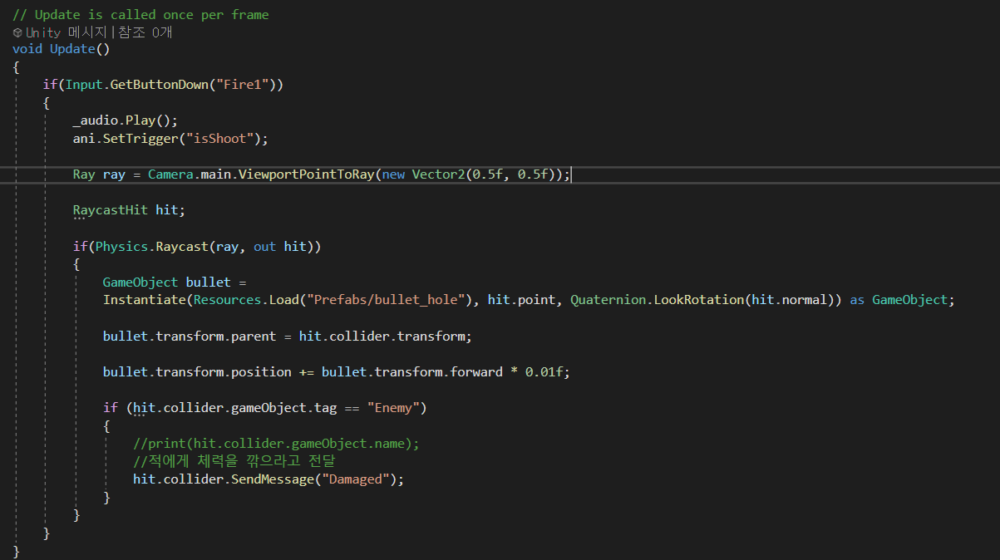 // Update is called once per frame
Unity 메시지 | 참조 0개
void Update()
{
if(Input.GetButtonDown("Fire1"))
{
_audio.Play();
ani.SetTrigger("isShoot");
Ray ray = Camera.main.ViewportPointToRay(new Vector2(0.5f, 0.5f));
RaycastHit hit;
if(Physics.Raycast(ray, out hit))
{
GameObject bullet =
Instantiate(Resources.Load("Prefabs/bullet_hole"), hit.point, Quaternion.LookRotation(hit.normal)) as GameObject;
bullet.transform.parent = hit.collider.transform;
bullet.transform.position += bullet.transform.forward * 0.01f;
if (hit.collider.gameObject.tag == "Enemy")
{
//print(hit.collider.gameObject.name);
//적에게 체력을 깎으라고 전달
hit.collider.SendMessage("Damaged");
}
}
}
}